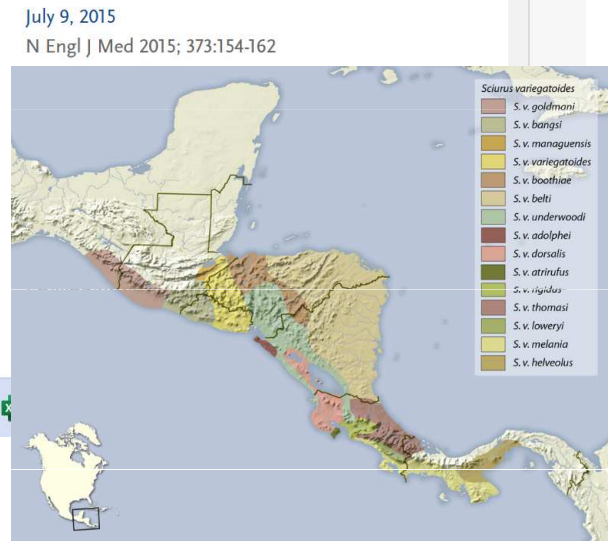 July 9, 2015
N Engl J Med 2015; 373:154-162
Sciurus variegatoides
S. v. goldmani
S. v. bangsi
S. v. managuensis
S. v. variegatoides
S. v. boothiae
S. v. belti
S. v. underwoodi
S. v. adolphei
S. v. dorsalis
S. v. atrirufus
S. v. rigidus
S. v. thomasi
S. v. loweryi
S. v. melania
S. v. helveolus
X